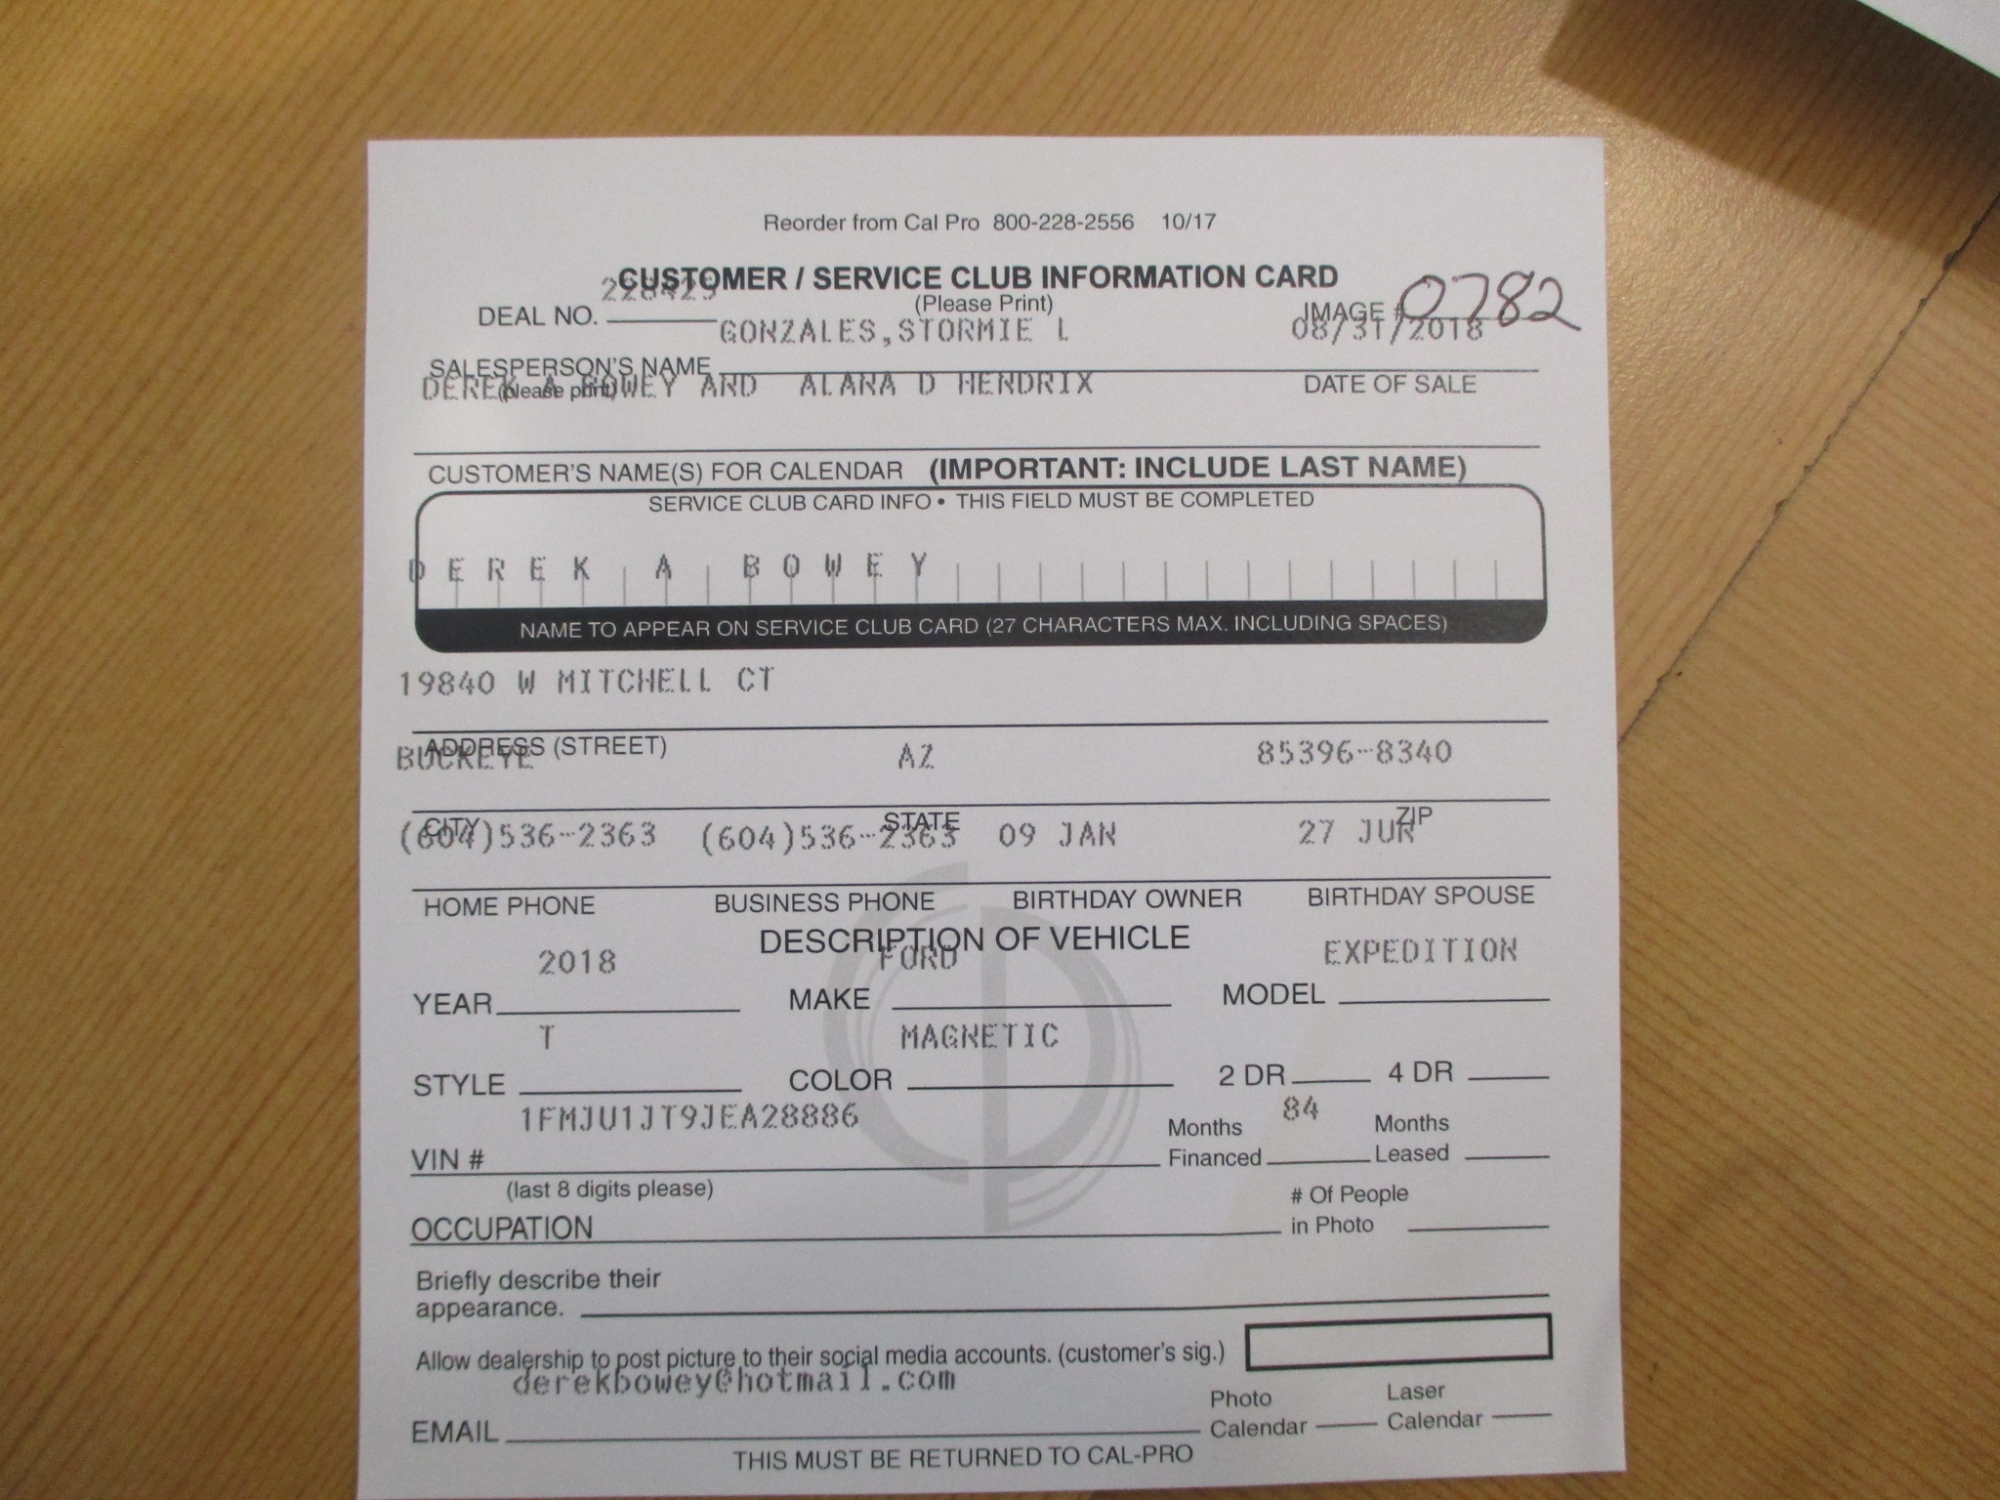 Reorder from Cal Pro 800-228-2556 10/17
CUSTOMER / SERVICE CLUB INFORMATION CARD
228425
(Please Print)
DEAL NO.
IMAGE # 0782
GONZALES,STORMIE L 08/31/2018
SALESPERSON'S NAME
(please print)
DEREK A BOWEY AND ALANA D HENDRIX
DATE OF SALE
CUSTOMER'S NAME(S) FOR CALENDAR (IMPORTANT: INCLUDE LAST NAME)
SERVICE CLUB CARD INFO • THIS FIELD MUST BE COMPLETED
DEREK A BOWEY
NAME TO APPEAR ON SERVICE CLUB CARD (27 CHARACTERS MAX. INCLUDING SPACES)
19840 W MITCHELL CT
ADDRESS (STREET)
BUCKEYE AZ 85396-8340
CITY STATE ZIP
(604)536-2363 (604)536-2363 09 JAN 27 JUN
HOME PHONE BUSINESS PHONE BIRTHDAY OWNER BIRTHDAY SPOUSE
DESCRIPTION OF VEHICLE
2018 FORD EXPEDITION
YEAR MAKE MODEL
T MAGNETIC
STYLE COLOR 2 DR 4 DR
1FMJU1JT9JEA28886 84
VIN # Months Financed Months Leased
(last 8 digits please)
OCCUPATION # Of People in Photo
Briefly describe their
appearance.
Allow dealership to post picture to their social media accounts. (customer's sig.)
derekbowey@hotmail.com
EMAIL Photo Calendar Laser Calendar
THIS MUST BE RETURNED TO CAL-PRO